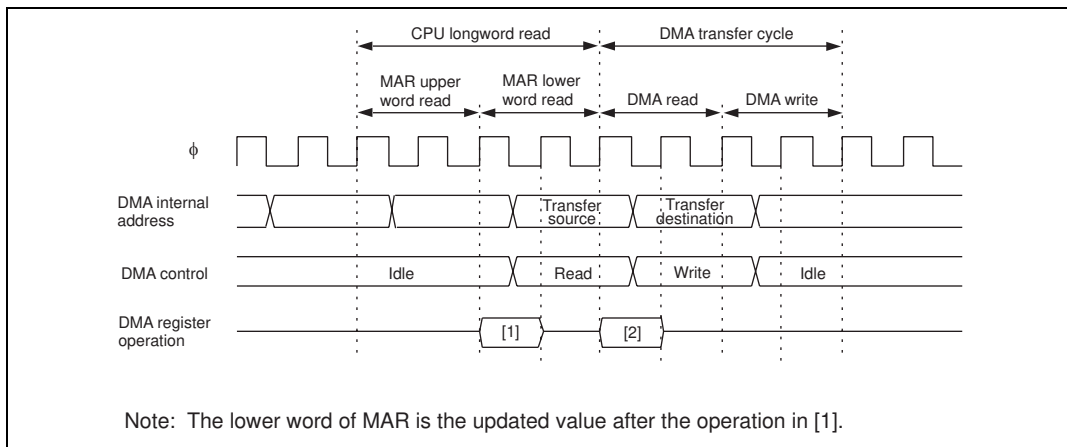 CPU longword read DMA transfer cycle
MAR upper
word read
MAR lower
word read
DMA read DMA write
ϕ
DMA internal
address
Transfer
source
Transfer
destination
DMA control Idle Read Write Idle
DMA register
operation
[1] [2]
Note: The lower word of MAR is the updated value after the operation in [1].